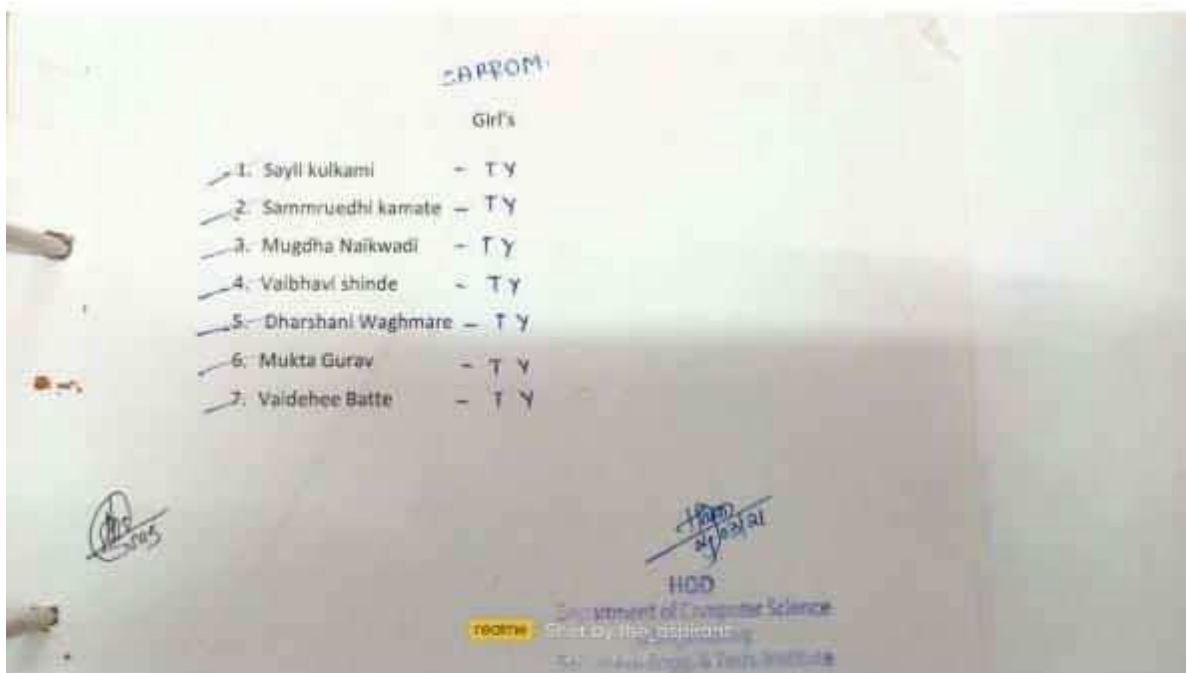 CARROM.
Girl's
1. Sayli kulkarni - TY
2. Sammruedhi kamate - TY
3. Mugdha Naikwadi - TY
4. Vaibhavi shinde - TY
5. Dharshani Waghmare - TY
6. Mukta Gurav - TY
7. Vaidehee Batte - TY
HOD
Department of Computer Science
realme Shot by the_aspirant